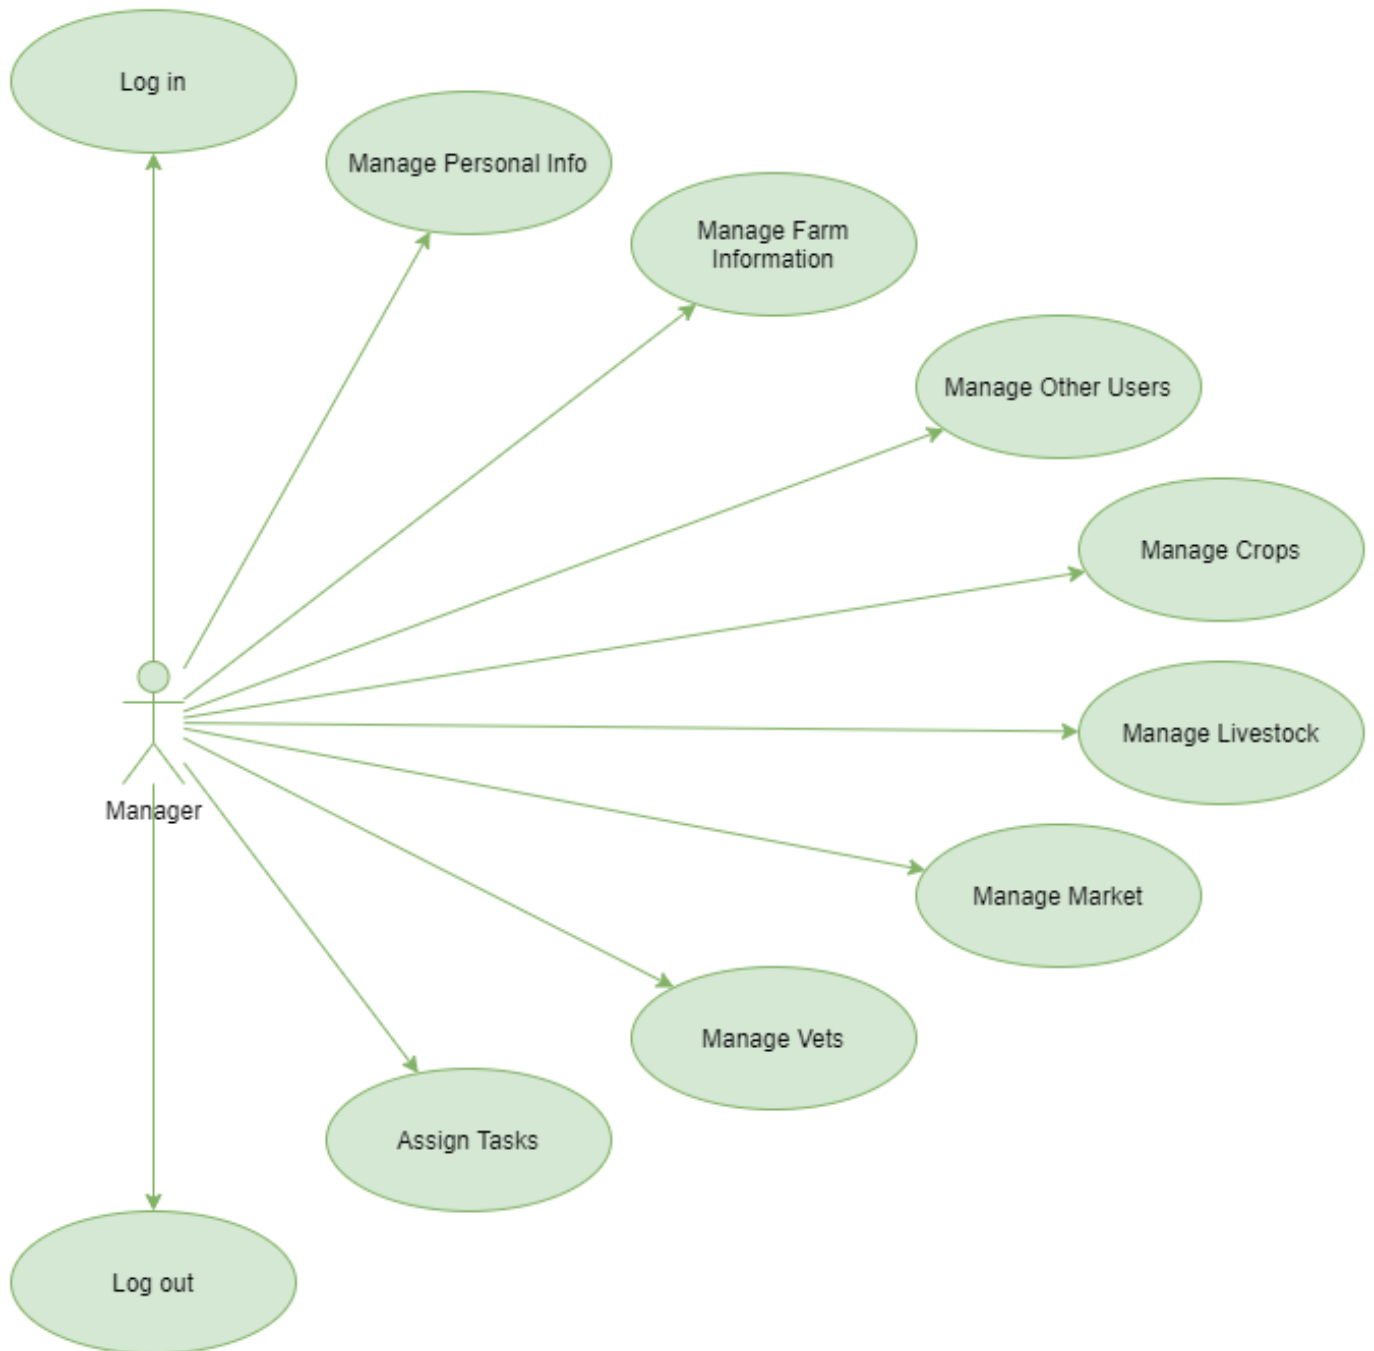 Log in
Manage Personal Info
Manage Farm
Information
Manage Other Users
Manage Crops
Manage Livestock
Manager
Manage Market
Manage Vets
Assign Tasks
Log out